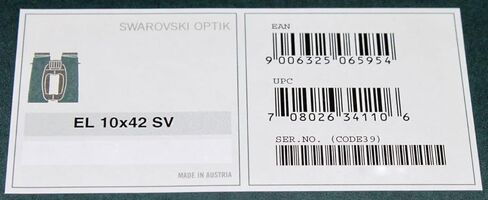 SWAROVSKI OPTIK
EL 10x42 SV
MADE IN AUSTRIA
EAN
9 006325 065954
UPC
7 08026 34110 6
SER.NO. (CODE39)